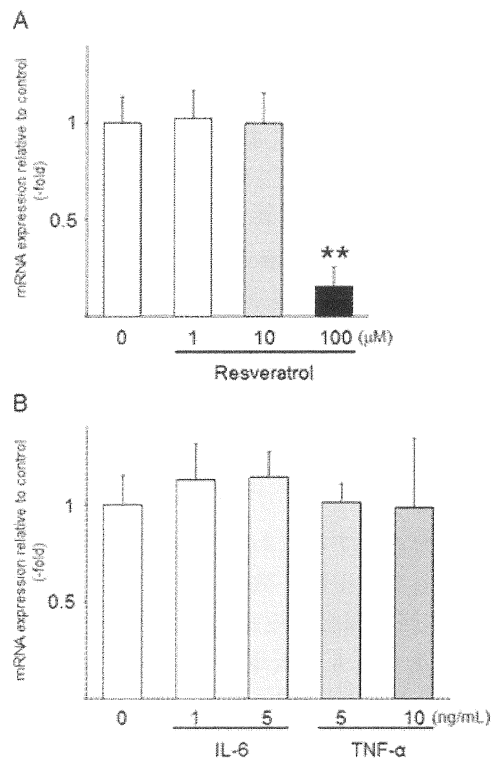 A
mRNA expression relative to control
(-fold)
1
0.5
**
0 1 10 100 (μM)
Resveratrol
B
mRNA expression relative to control
(-fold)
1
0.5
0 1 5 5 10 (ng/mL)
IL-6 TNF-α